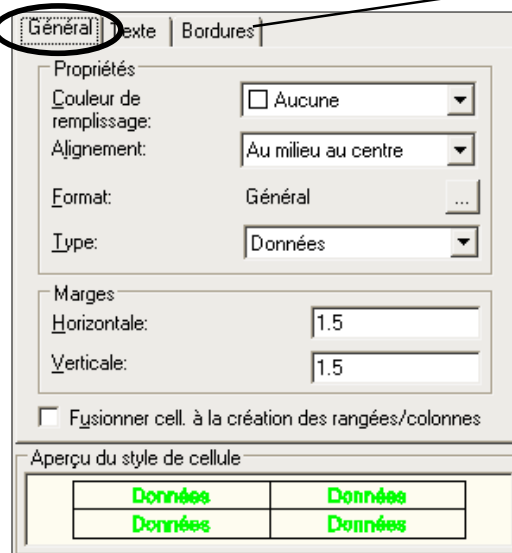 Général Texte Bordures
Propriétés
Couleur de remplissage: Aucune
Alignement: Au milieu au centre
Format: Général ...
Type: Données
Marges
Horizontale: 1.5
Verticale: 1.5
Fusionner cell. à la création des rangées/colonnes
Aperçu du style de cellule
Données Données
Données Données